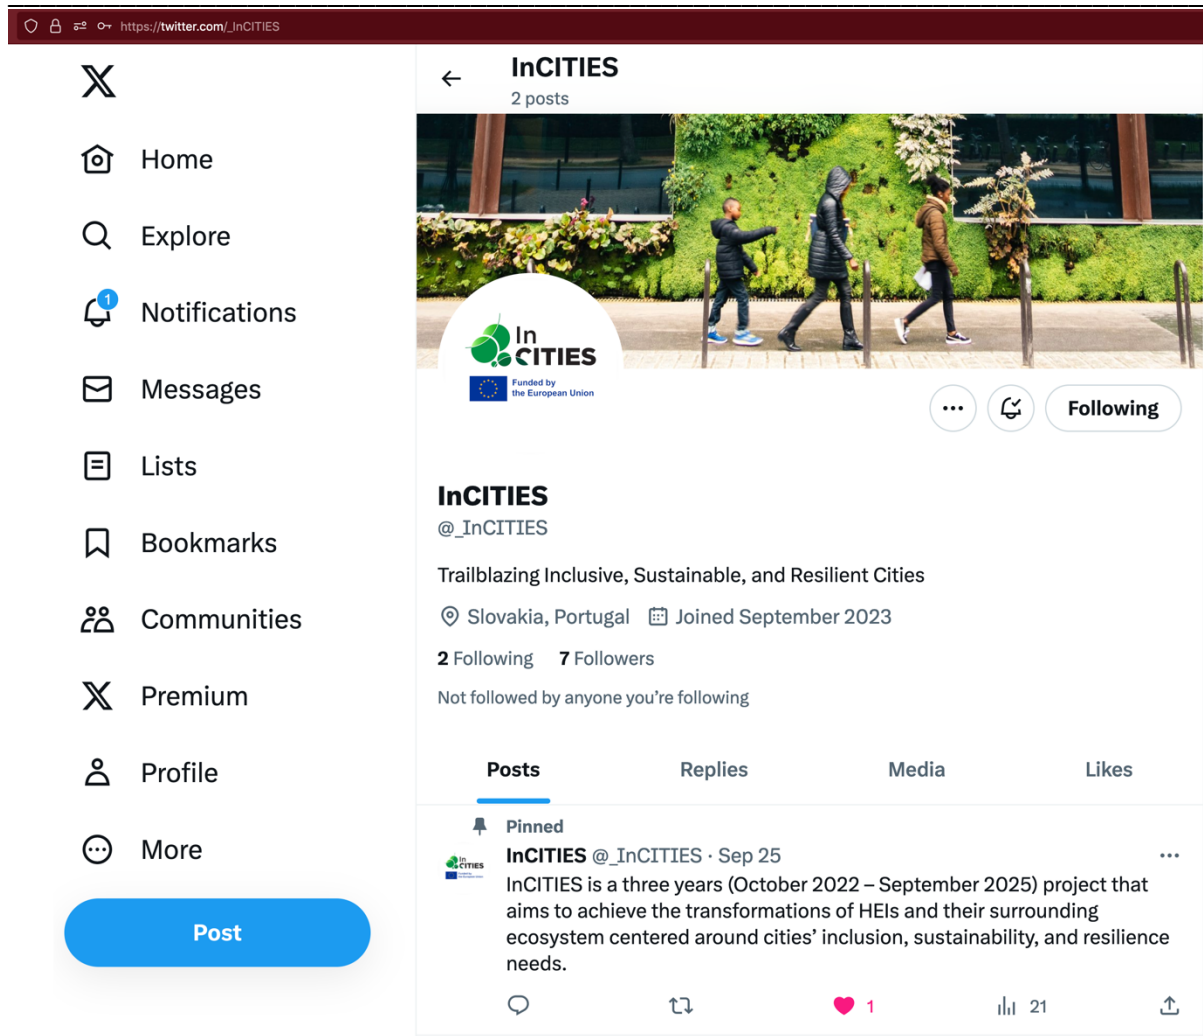 https://twitter.com/_InCITIES
X
Home
Explore
1
Notifications
Messages
Lists
Bookmarks
Communities
Premium
Profile
More
Post
InCITIES
2 posts
In
CITIES
Funded by
the European Union
Following
InCITIES
@_InCITIES
Trailblazing Inclusive, Sustainable, and Resilient Cities
Slovakia, Portugal Joined September 2023
2 Following 7 Followers
Not followed by anyone you’re following
Posts Replies Media Likes
Pinned
In
CITIES
InCITIES @_InCITIES · Sep 25
InCITIES is a three years (October 2022 – September 2025) project that
aims to achieve the transformations of HEIs and their surrounding
ecosystem centered around cities’ inclusion, sustainability, and resilience
needs.
1 21